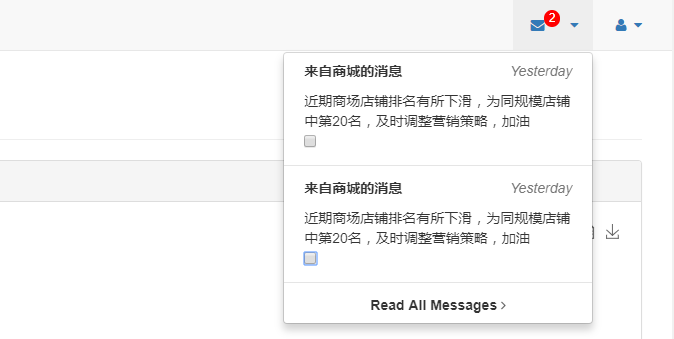 2
来自商城的消息 Yesterday
近期商场店铺排名有所下滑，为同规模店铺
中第20名，及时调整营销策略，加油
来自商城的消息 Yesterday
近期商场店铺排名有所下滑，为同规模店铺
中第20名，及时调整营销策略，加油
Read All Messages